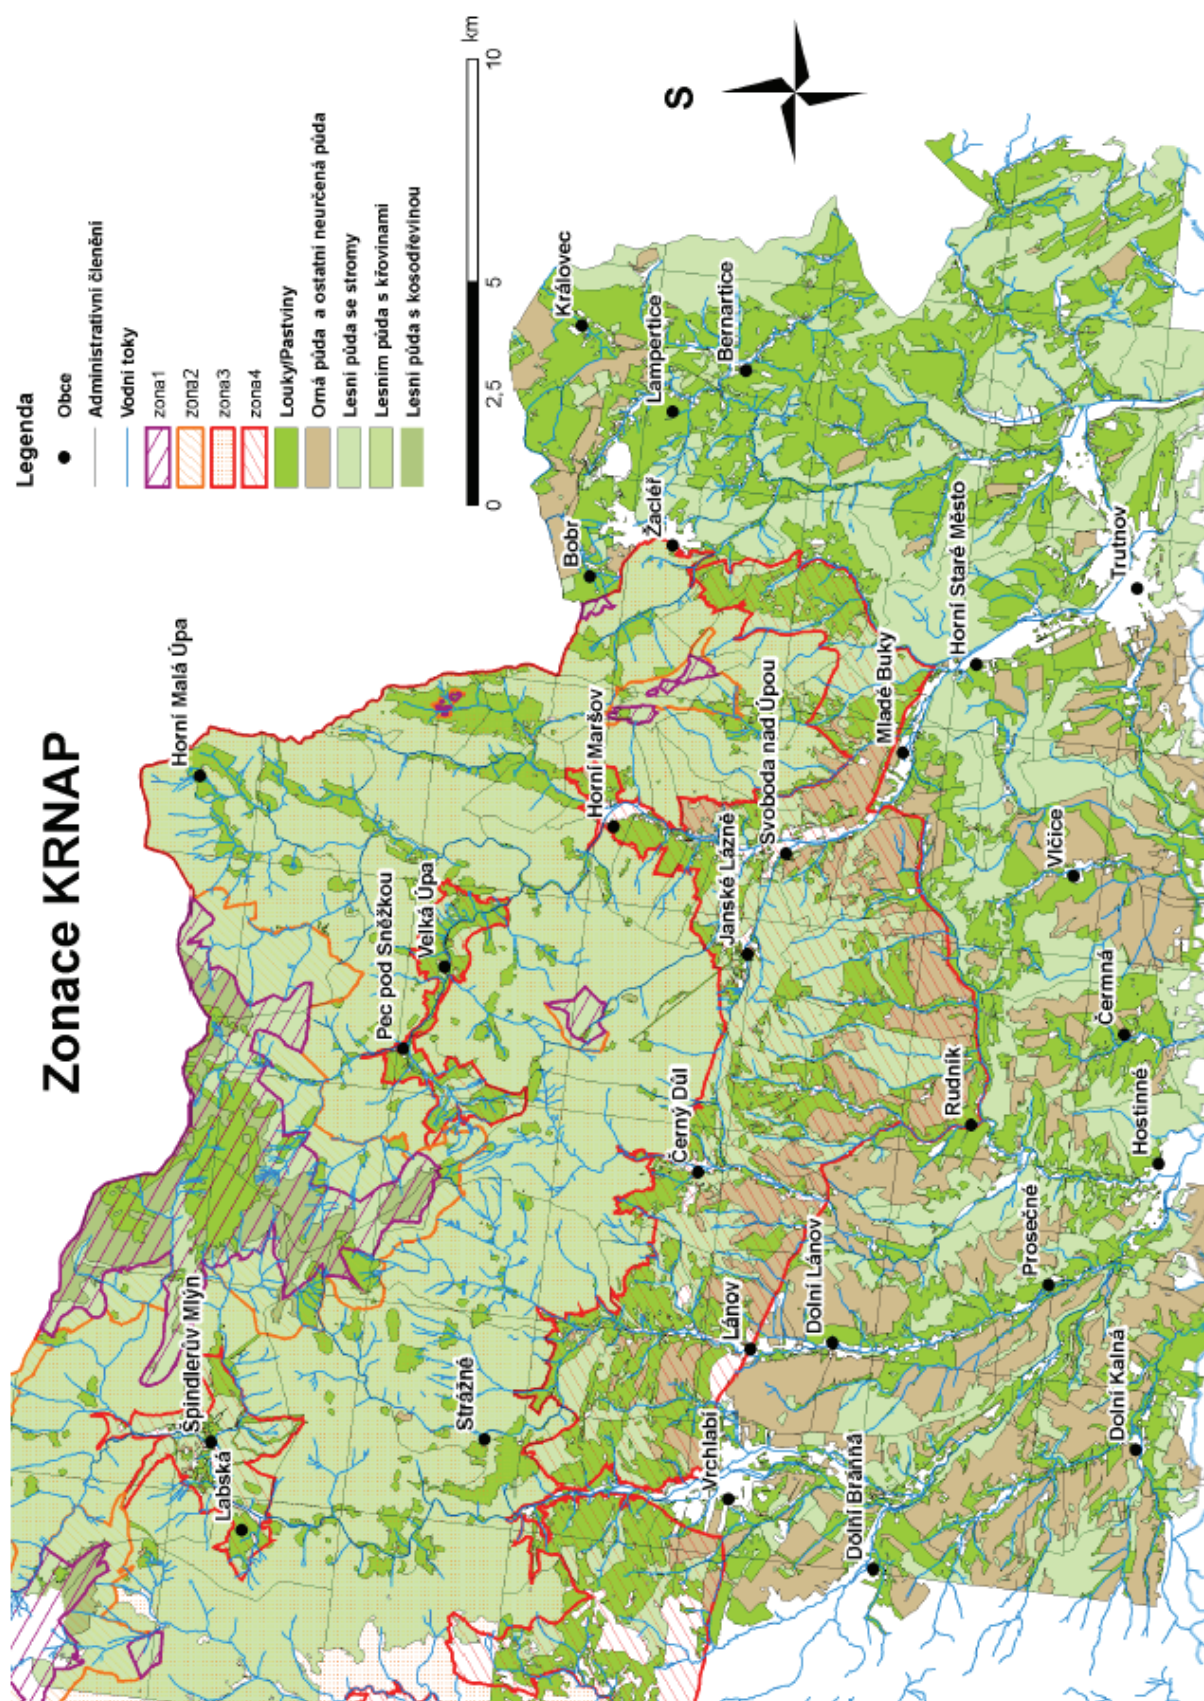 Zonace KRNAP
Legenda
Obce
Administrativní členění
Vodní toky
zona1
zona2
zona3
zona4
Louky/Pastviny
Orná půda a ostatní neurčená půda
Lesní půda se stromy
Lesním půda s křovinami
Lesní půda s kosodřevinou
0
2,5
5
10
km
S
Horní Malá Úpa
Pec pod Sněžkou
Velká Úpa
Špindlerův Mlýn
Labská
Strážné
Horní Maršov
Bobr
Žacléř
Královec
Lampertice
Bernartice
Černý Důl
Janské Lázně
Svoboda nad Úpou
Mladé Buky
Horní Staré Město
Trutnov
Vrchlabí
Lánov
Dolní Lánov
Rudník
Vlčice
Čermná
Hostinné
Prosečné
Dolní Branná
Dolní Kalná